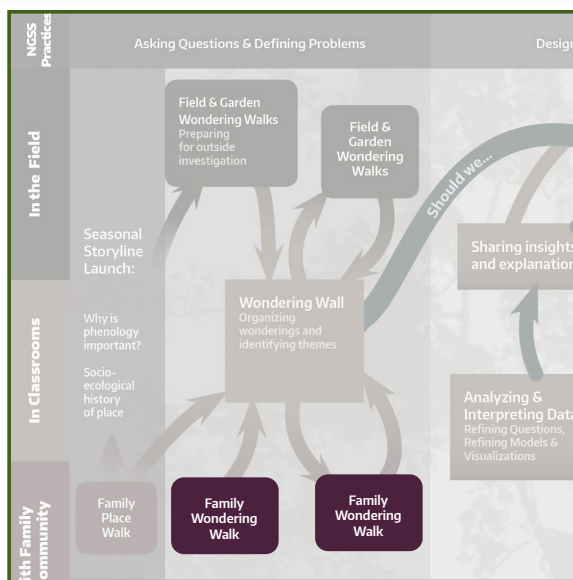 NGSS
Practices
Asking Questions & Defining Problems
Design
In the Field
Field & Garden
Wondering Walks
Preparing
for outside
investigation
Field &
Garden
Wondering
Walks
Should we...
Seasonal
Storyline
Launch:
Sharing insights
and explanation
In Classrooms
Why is
phenology
important?
Socio-
ecological
history
of place
Wondering Wall
Organizing
wonderings and
identifying themes
Analyzing &
Interpreting Data
Refining Questions,
Refining Models &
Visualizations
ith Family
ommunity
Family
Place
Walk
Family
Wondering
Walk
Family
Wondering
Walk